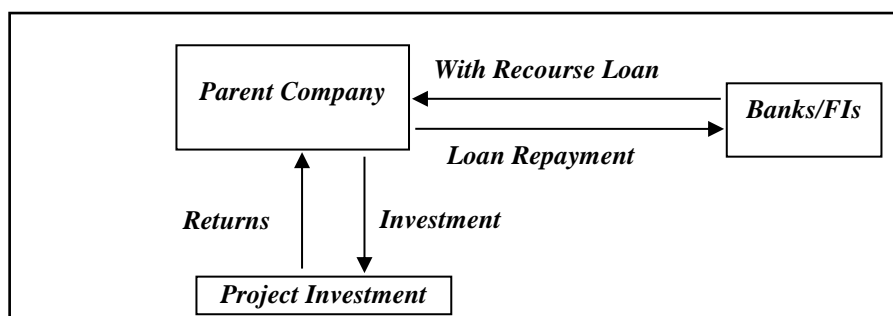 With Recourse Loan
Parent Company
Banks/FIs
Loan Repayment
Returns
Investment
Project Investment